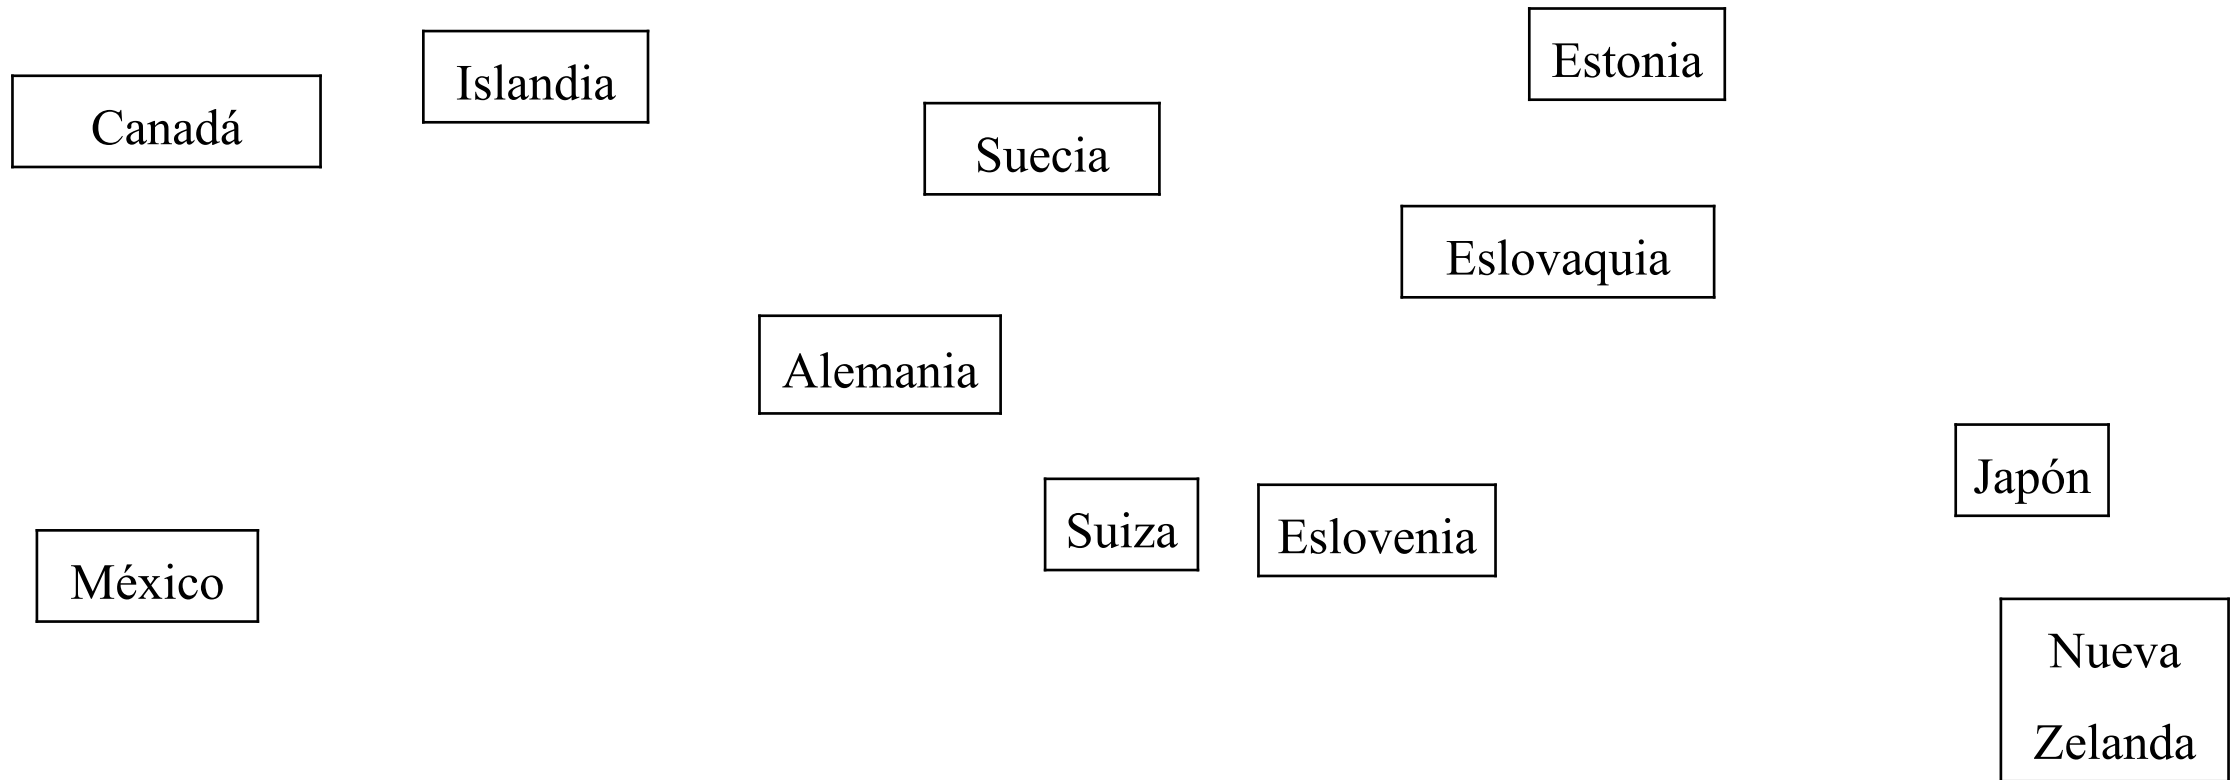 Estonia
Islandia
Canadá
Suecia
Eslovaquia
Alemania
Japón
Suiza
Eslovenia
México
Nueva
Zelanda